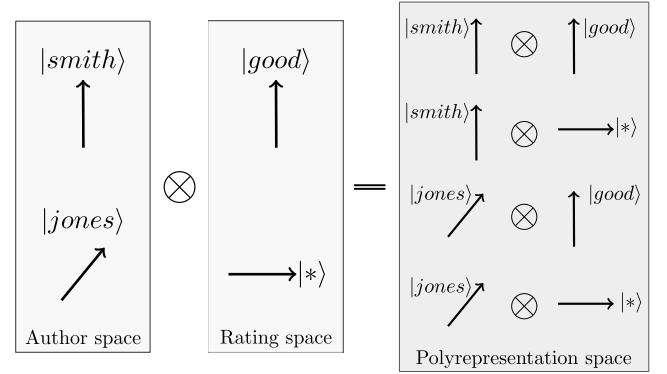 |smith⟩
|jones⟩
Author space
⊗
|good⟩
|*⟩
Rating space
=
|smith⟩ ⊗ |good⟩
|smith⟩ ⊗ |*⟩
|jones⟩ ⊗ |good⟩
|jones⟩ ⊗ |*⟩
Polyrepresentation space